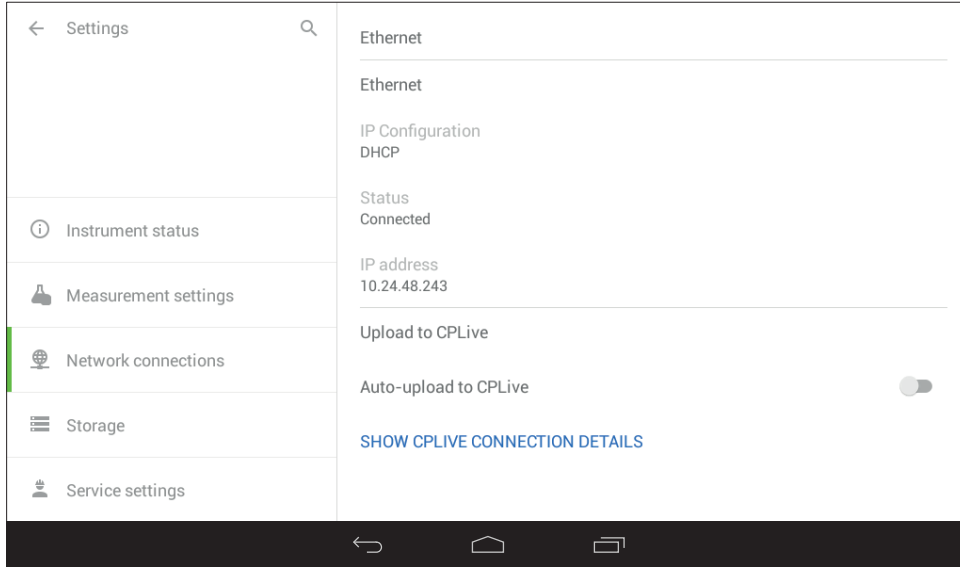 Settings
Instrument status
Measurement settings
Network connections
Storage
Service settings
Ethernet
Ethernet
IP Configuration
DHCP
Status
Connected
IP address
10.24.48.243
Upload to CPLive
Auto-upload to CPLive
SHOW CPLIVE CONNECTION DETAILS